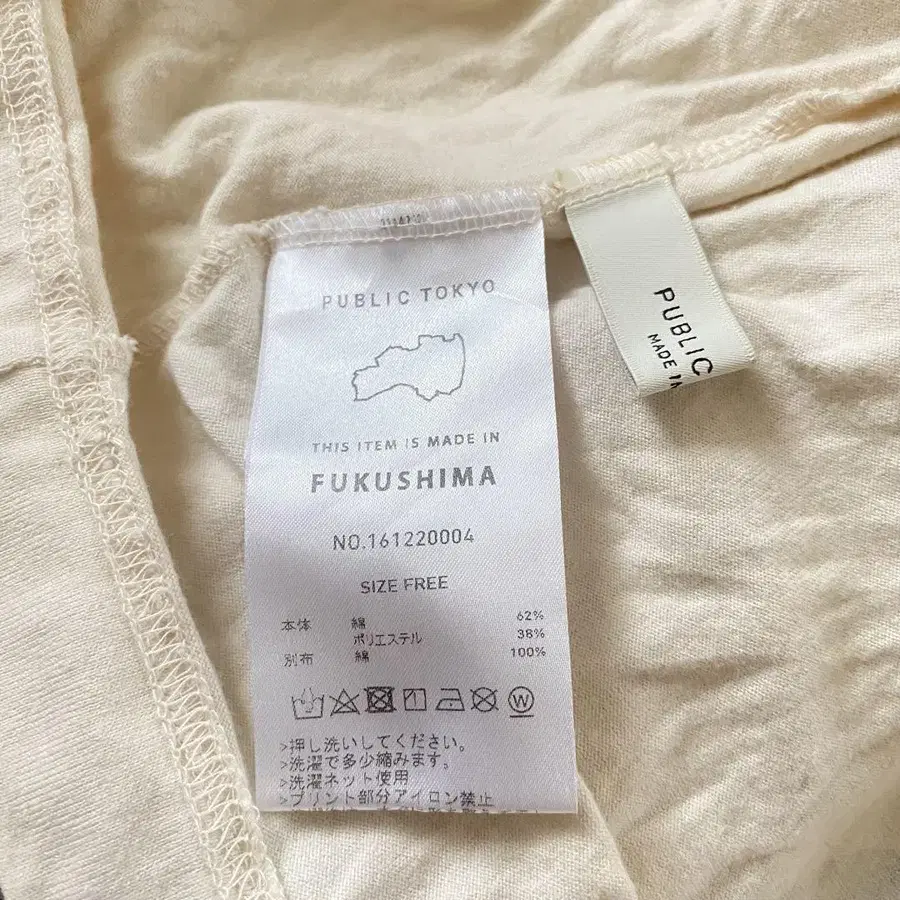 PUBLIC TOKYO
THIS ITEM IS MADE IN
FUKUSHIMA
NO.161220004
SIZE FREE
本体 綿 62%
ポリエステル 38%
別布 綿 100%
W
>押し洗いしてください。
>洗濯で多少縮みます。
>洗濯ネット使用
>プリント部分アイロン禁止
PUBLIC
MADE IN